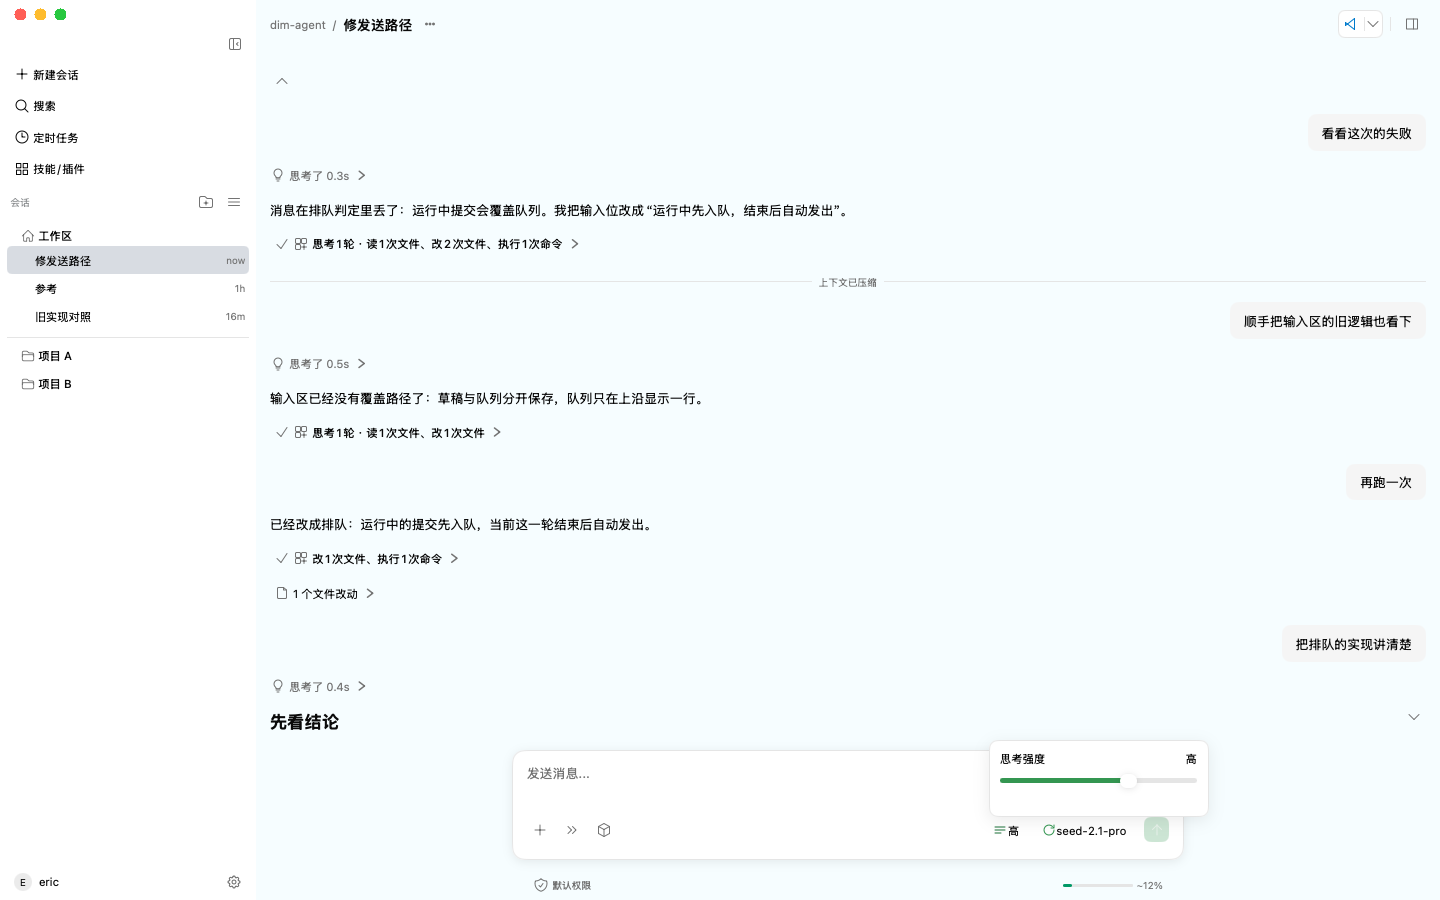 新建会话
搜索
定时任务
技能/插件
会话
工作区
修发送路径 now
参考 1h
旧实现对照 16m
项目 A
项目 B
E eric
dim-agent / 修发送路径
看看这次的失败
思考了 0.3s
消息在排队判定里丢了：运行中提交会覆盖队列。我把输入位改成“运行中先入队，结束后自动发出”。
思考1轮 · 读1次文件、改2次文件、执行1次命令
上下文已压缩
顺手把输入区的旧逻辑也看下
思考了 0.5s
输入区已经没有覆盖路径了：草稿与队列分开保存，队列只在上沿显示一行。
思考1轮 · 读1次文件、改1次文件
再跑一次
已经改成排队：运行中的提交先入队，当前这一轮结束后自动发出。
改1次文件、执行1次命令
1 个文件改动
把排队的实现讲清楚
思考了 0.4s
先看结论
思考强度 高
发送消息...
高 seed-2.1-pro
默认权限 ~12%